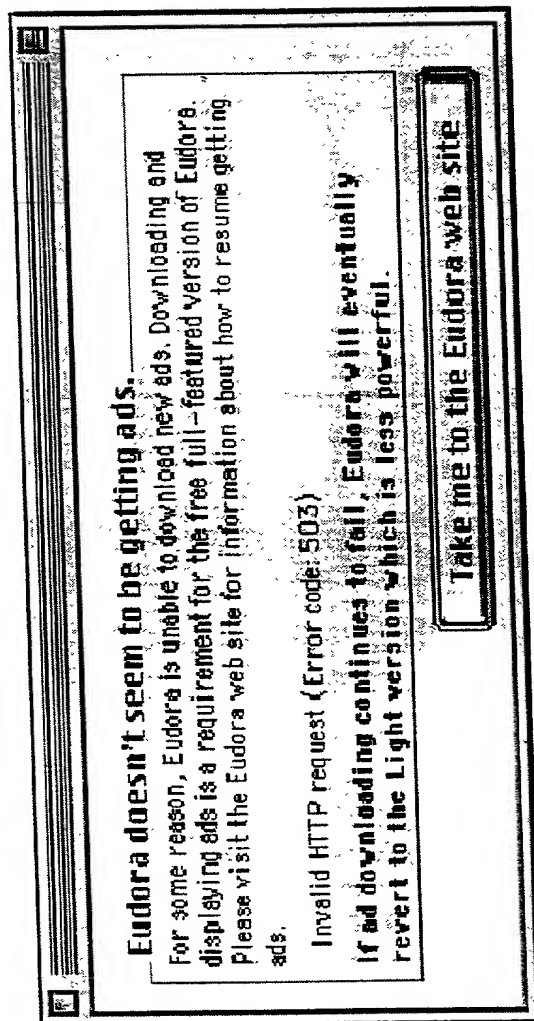 Eudora doesn't seem to be getting ads.
For some reason, Eudora is unable to download new ads. Downloading and
displaying ads is a requirement for the free full-featured version of Eudora.
Please visit the Eudora web site for information about how to resume getting
ads.
Invalid HTTP request (Error code: 503)
If ad downloading continues to fail, Eudora will eventually
revert to the Light version which is less powerful.
Take me to the Eudora web site